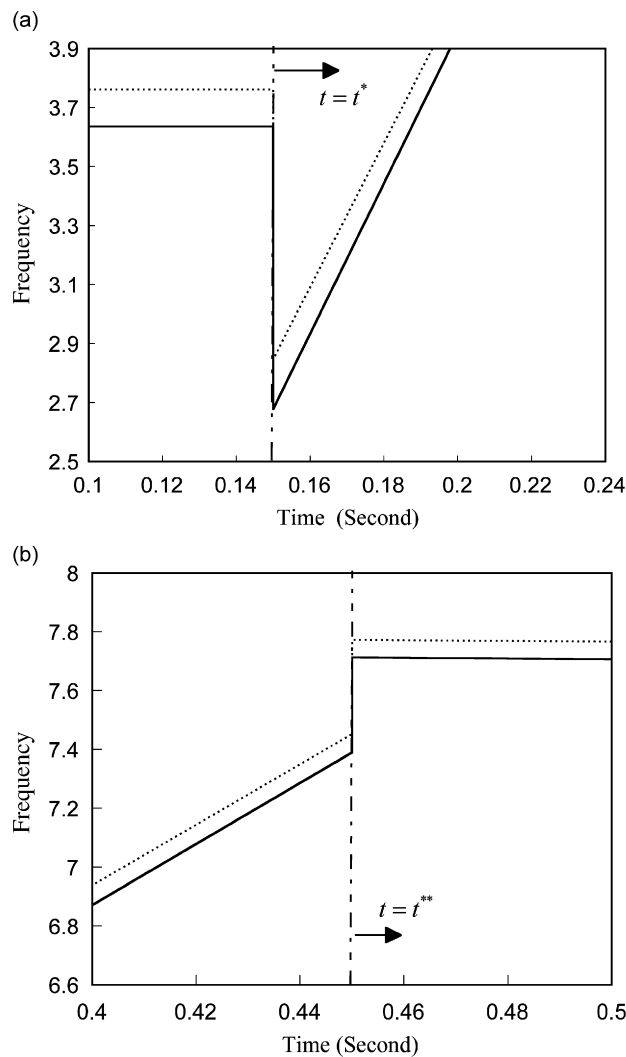 (a)
3.9
3.7
3.5
3.3
3.1
2.9
2.7
2.5
Frequency
t = t*
0.1 0.12 0.14 0.16 0.18 0.2 0.22 0.24
Time (Second)
(b)
8
7.8
7.6
7.4
7.2
7
6.8
6.6
Frequency
t = t**
0.4 0.42 0.44 0.46 0.48 0.5
Time (Second)